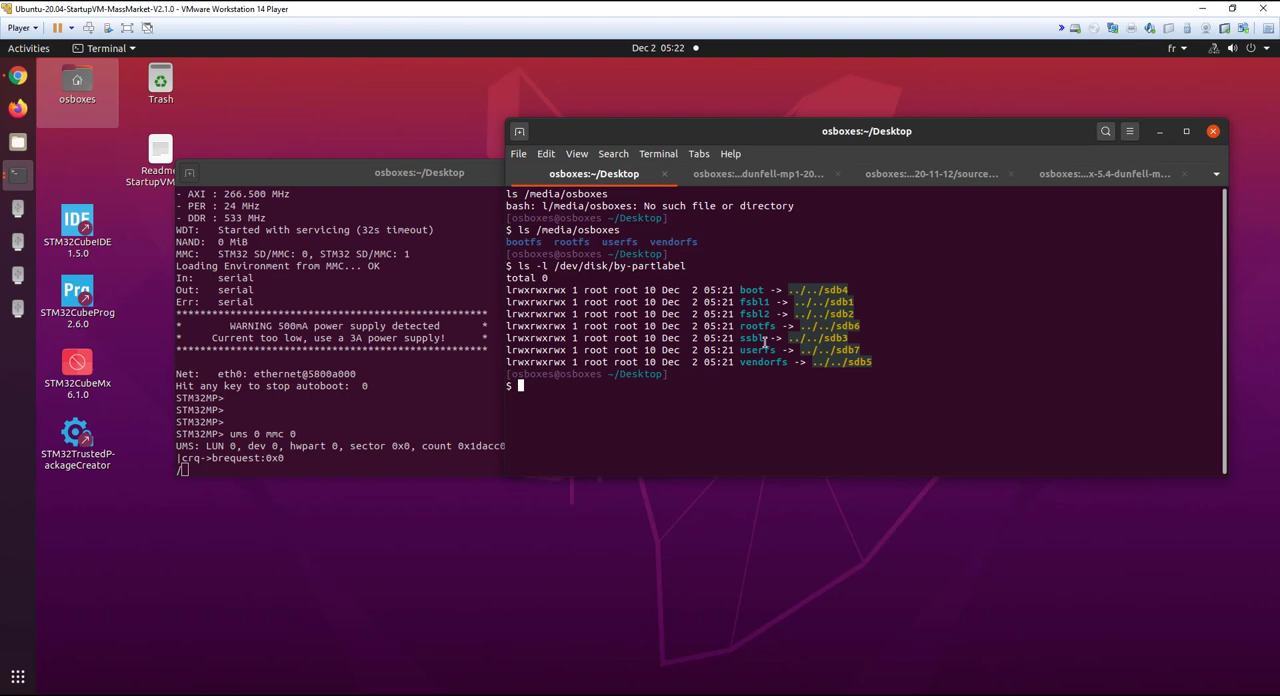 Ubuntu-20.04-StartupVM-MassMarket-V2.1.0 - VMware Workstation 14 Player
Player
Activities
Terminal
Dec 2 05:22
fr
osboxes
Trash
Readme
StartupVM
IDE
STM32CubeIDE
1.5.0
Prg
STM32CubeProg
2.6.0
STM32CubeMx
6.1.0
STM32TrustedP-
ackageCreator
osboxes:~/Desktop
- AXI : 266.500 MHz
- PER : 24 MHz
- DDR : 533 MHz
WDT:   Started with servicing (32s timeout)
NAND:  0 MiB
MMC:   STM32 SD/MMC: 0, STM32 SD/MMC: 1
Loading Environment from MMC... OK
In:    serial
Out:   serial
Err:   serial
***************************************************
*        WARNING 500mA power supply detected        *
*     Current too low, use a 3A power supply!       *
***************************************************
Net:   eth0: ethernet@5800a000
Hit any key to stop autoboot:  0
STM32MP>
STM32MP>
STM32MP>
STM32MP> ums 0 mmc 0
UMS: LUN 0, dev 0, hwpart 0, sector 0x0, count 0x1dacc0
|crq->brequest:0x0
/
osboxes:~/Desktop
File Edit View Search Terminal Tabs Help
osboxes:~/Desktop
osboxes:...dunfell-mp1-20...
osboxes:...20-11-12/source...
osboxes:...x-5.4-dunfell-m...
ls /media/osboxes
bash: l/media/osboxes: No such file or directory
[osboxes@osboxes ~/Desktop]
$ ls /media/osboxes
bootfs  rootfs  userfs  vendorfs
[osboxes@osboxes ~/Desktop]
$ ls -l /dev/disk/by-partlabel
total 0
lrwxrwxrwx 1 root root 10 Dec  2 05:21 boot -> ../../sdb4
lrwxrwxrwx 1 root root 10 Dec  2 05:21 fsbl1 -> ../../sdb1
lrwxrwxrwx 1 root root 10 Dec  2 05:21 fsbl2 -> ../../sdb2
lrwxrwxrwx 1 root root 10 Dec  2 05:21 rootfs -> ../../sdb6
lrwxrwxrwx 1 root root 10 Dec  2 05:21 ssbl -> ../../sdb3
lrwxrwxrwx 1 root root 10 Dec  2 05:21 userfs -> ../../sdb7
lrwxrwxrwx 1 root root 10 Dec  2 05:21 vendorfs -> ../../sdb5
[osboxes@osboxes ~/Desktop]
$